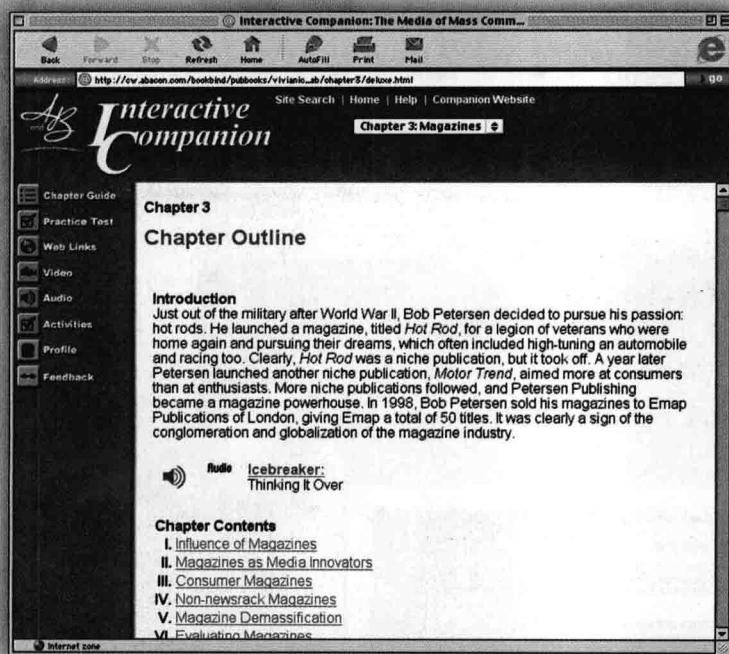 Interactive Companion: The Media of Mass Comm...
Back Forward Stop Refresh Home AutoFill Print Mail
Address: http://cw.abacon.com/bookbind/pubbooks/vivianic_ab/chapter3/deluxe.html go
Site Search | Home | Help | Companion Website
AandB Interactive
Companion
Chapter 3: Magazines
Chapter Guide
Practice Test
Web Links
Video
Audio
Activities
Profile
Feedback
Chapter 3
Chapter Outline
Introduction
Just out of the military after World War II, Bob Petersen decided to pursue his passion:
hot rods. He launched a magazine, titled Hot Rod, for a legion of veterans who were
home again and pursuing their dreams, which often included high-tuning an automobile
and racing too. Clearly, Hot Rod was a niche publication, but it took off. A year later
Petersen launched another niche publication, Motor Trend, aimed more at consumers
than at enthusiasts. More niche publications followed, and Petersen Publishing
became a magazine powerhouse. In 1998, Bob Petersen sold his magazines to Emap
Publications of London, giving Emap a total of 50 titles. It was clearly a sign of the
conglomeration and globalization of the magazine industry.
Audio Icebreaker:
Thinking It Over
Chapter Contents
I. Influence of Magazines
II. Magazines as Media Innovators
III. Consumer Magazines
IV. Non-newsrack Magazines
V. Magazine Demassification
VI. Evaluating Magazines
Internet zone